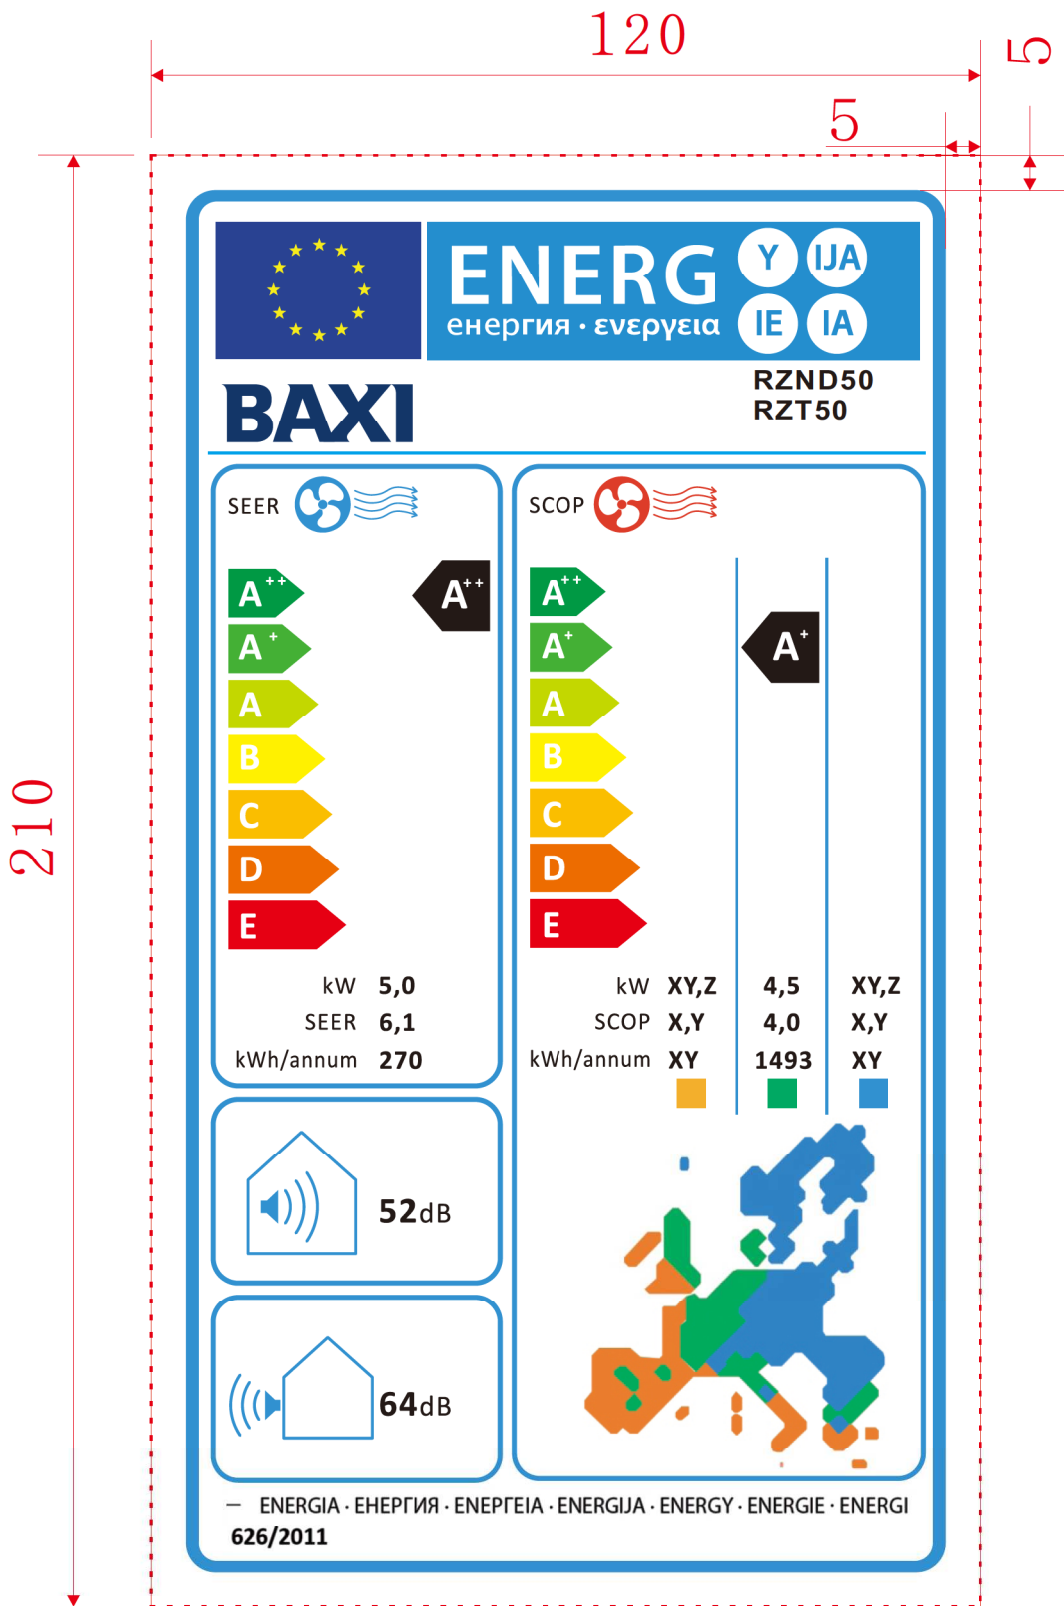 120
5
5
210
ENERG
енергия · ενεργεια
Y IJA
IE IA
BAXI
RZND50
RZT50
SEER
A++
A+
A
B
C
D
E
A++
kW 5,0
SEER 6,1
kWh/annum 270
SCOP
A++
A+
A
B
C
D
E
A+
kW XY,Z 4,5 XY,Z
SCOP X,Y 4,0 X,Y
kWh/annum XY 1493 XY
52dB
64dB
— ENERGIA · ЕНЕРГИЯ · ΕΝΕΡΓΕΙΑ · ENERGIJA · ENERGY · ENERGIE · ENERGI
626/2011